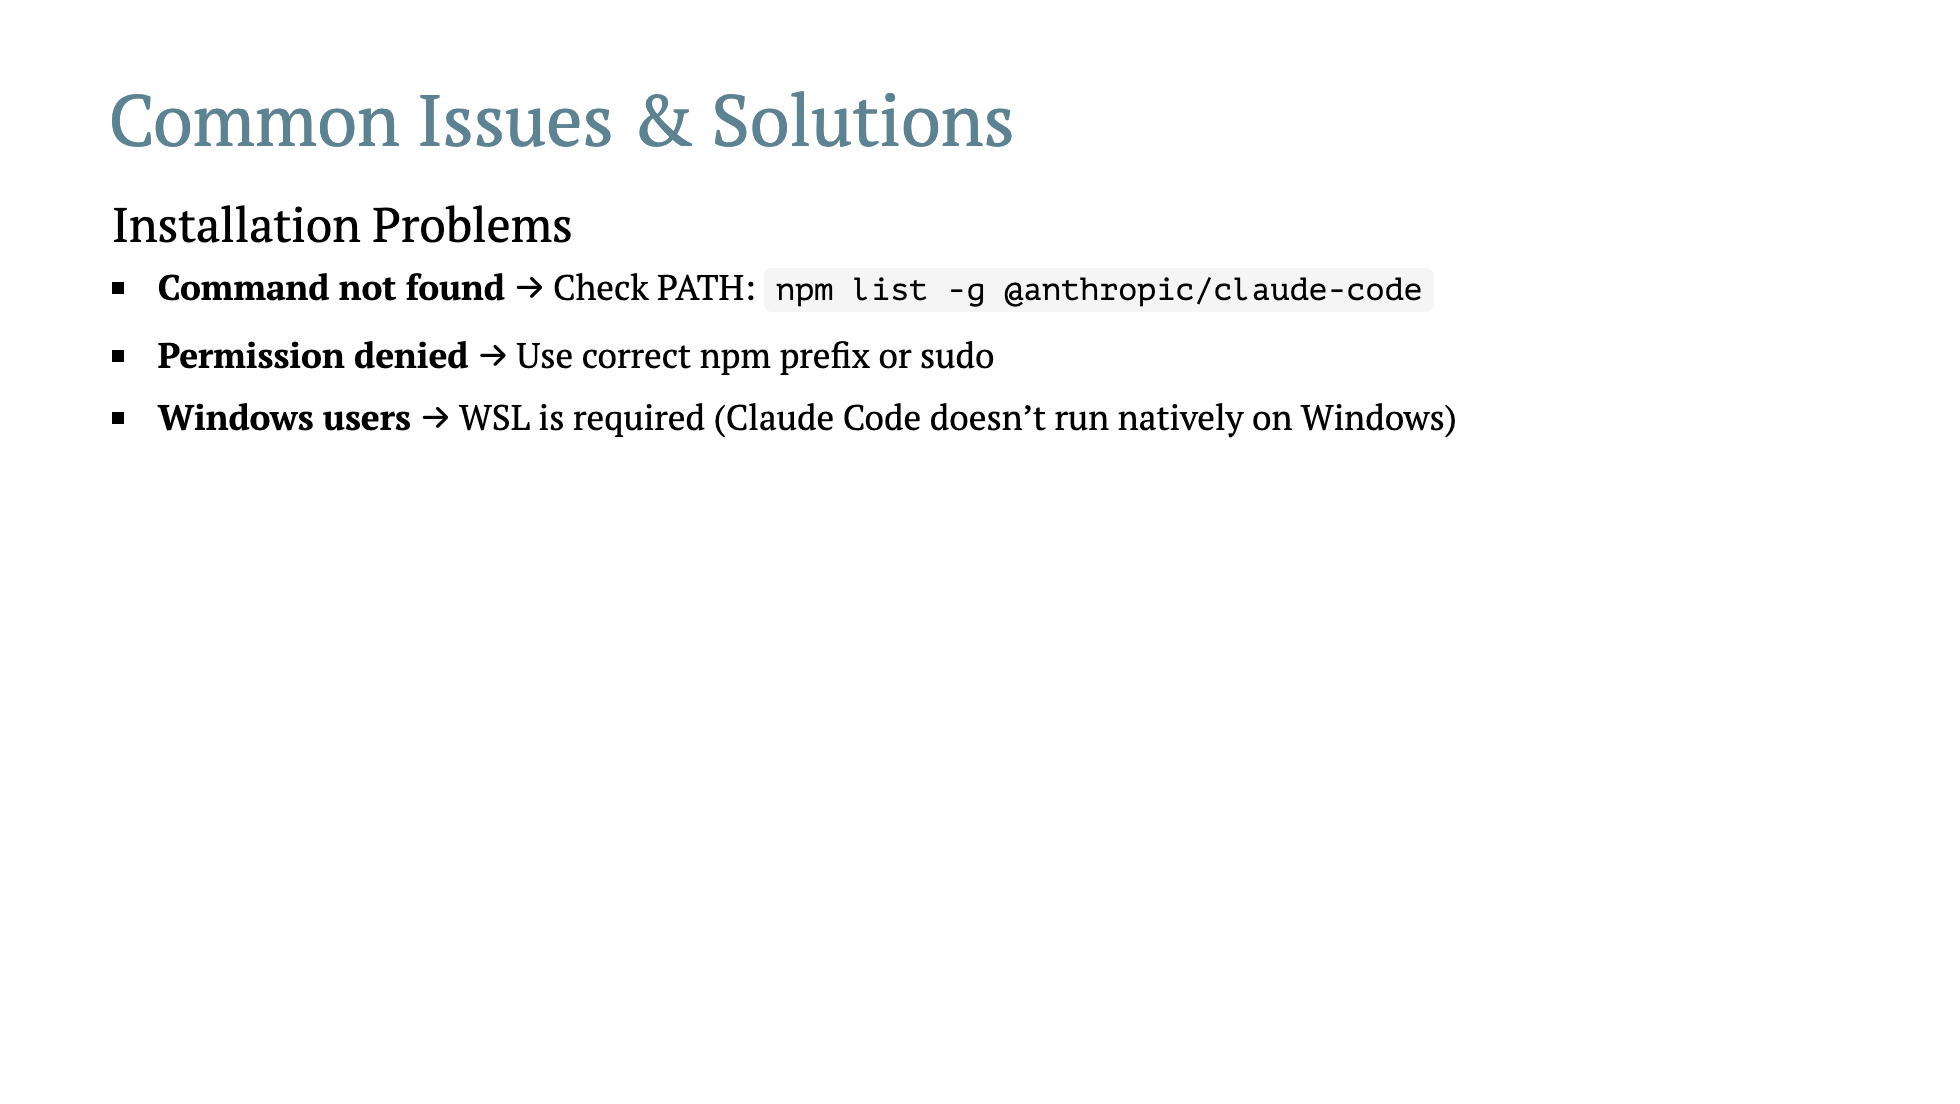 Common Issues & Solutions
Installation Problems
▪ Command not found → Check PATH: npm list -g @anthropic/claude-code
▪ Permission denied → Use correct npm prefix or sudo
▪ Windows users → WSL is required (Claude Code doesn’t run natively on Windows)